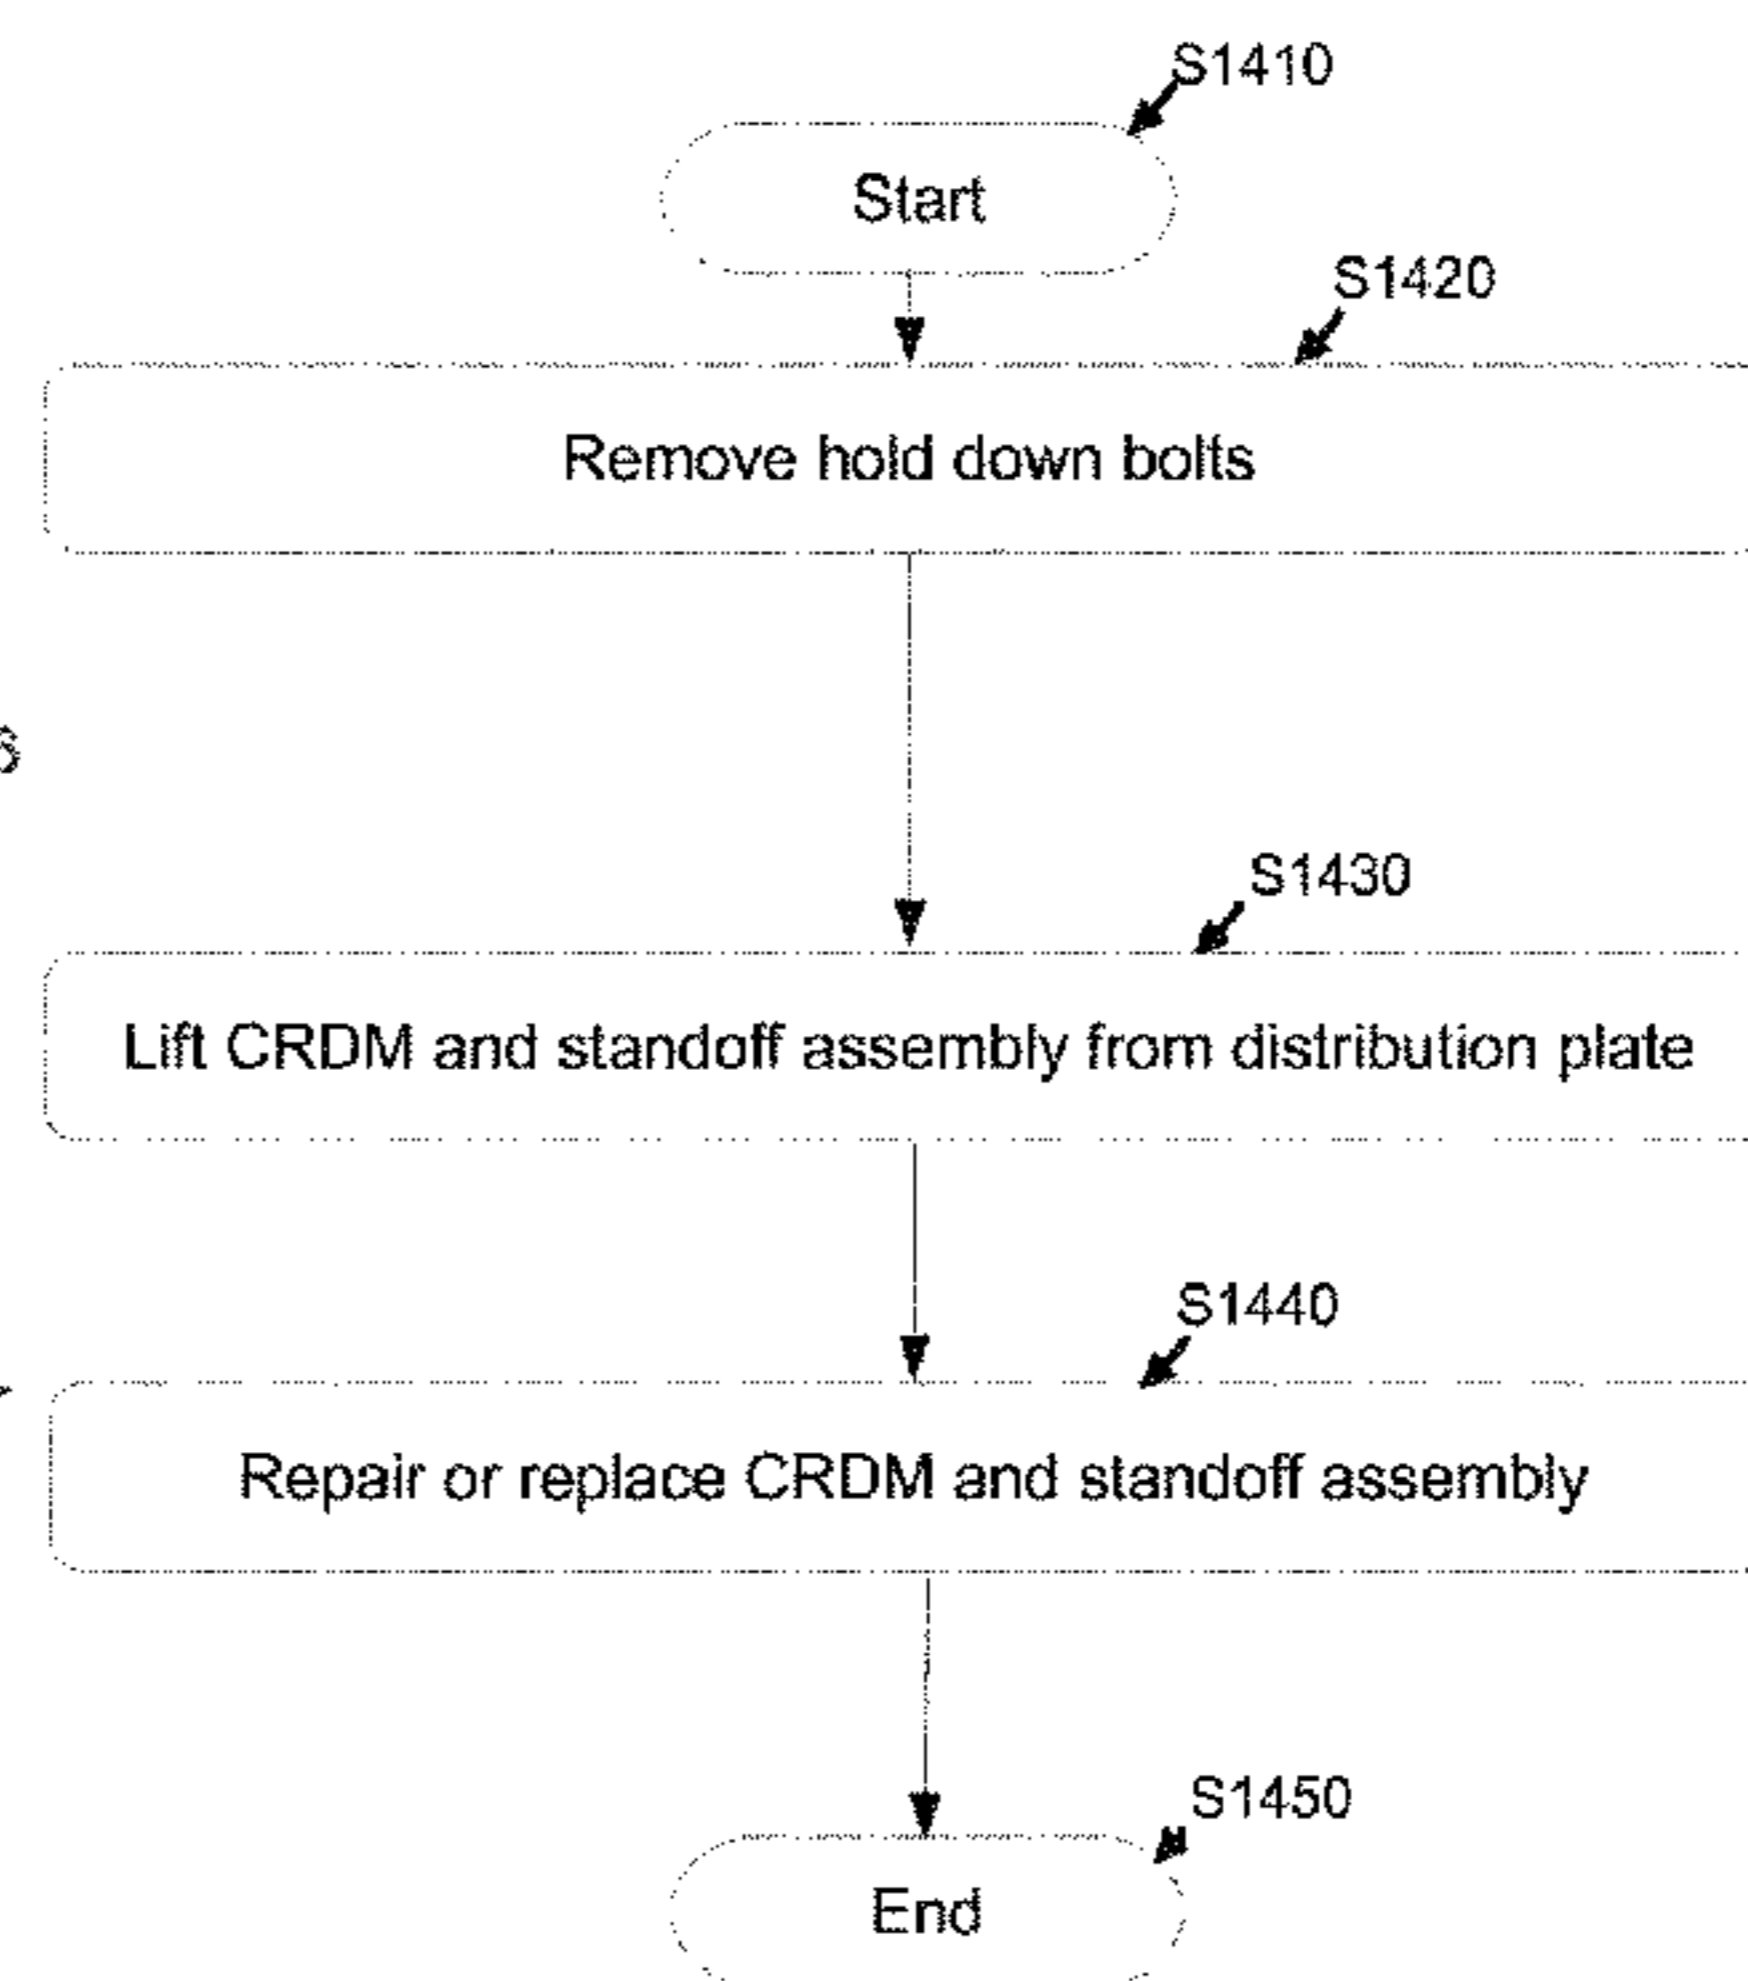 S1410
Start
S1420
Remove hold down bolts
S1430
Lift CRDM and standoff assembly from distribution plate
S1440
Repair or replace CRDM and standoff assembly
S1450
End